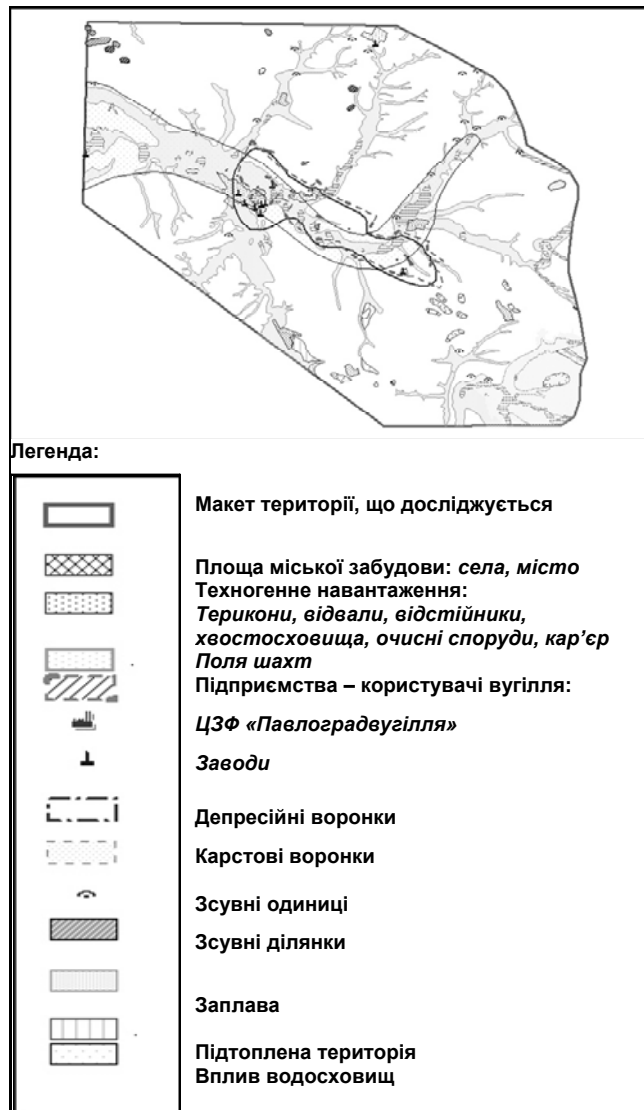 Легенда:
Макет території, що досліджується
Площа міської забудови: села, місто
Техногенне навантаження:
Терикони, відвали, відстійники,
хвостосховища, очисні споруди, кар’єр
Поля шахт
Підприємства – користувачі вугілля:
ЦЗФ «Павлоградвугілля»
Заводи
Депресійні воронки
Карстові воронки
Зсувні одиниці
Зсувні ділянки
Заплава
Підтоплена територія
Вплив водосховищ